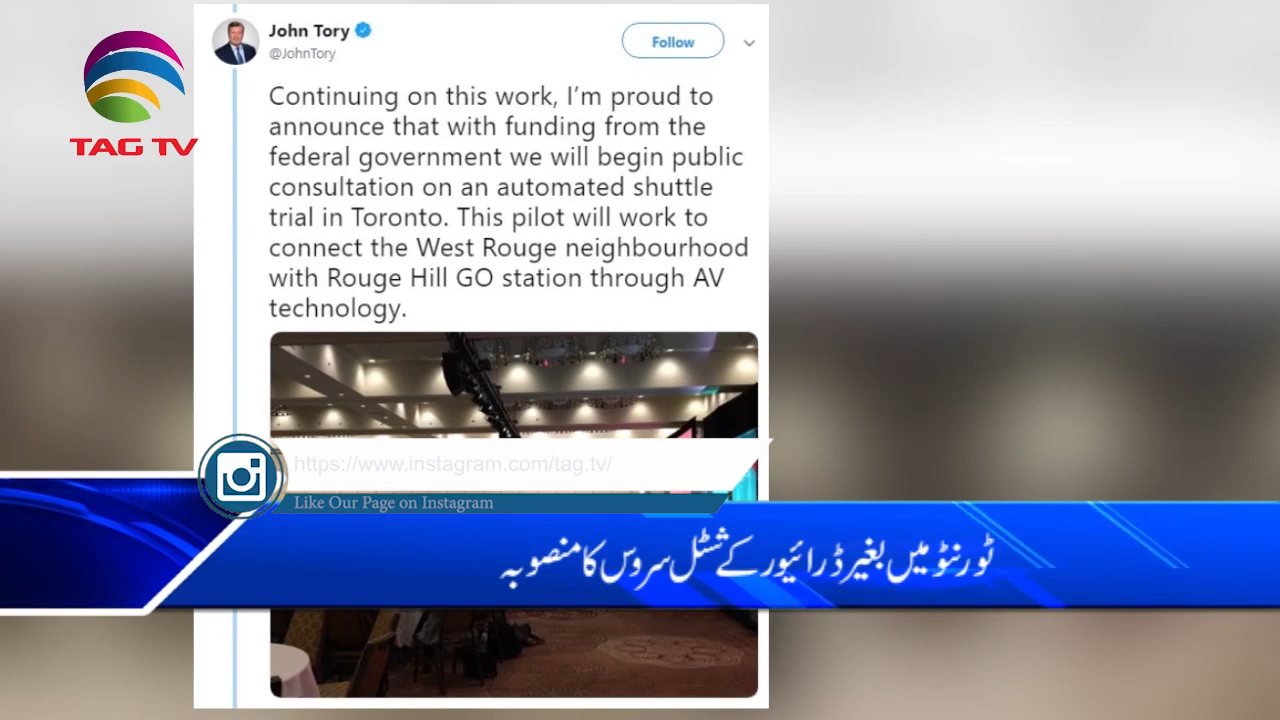 TAG TV
John Tory
@JohnTory
Follow
Continuing on this work, I'm proud to
announce that with funding from the
federal government we will begin public
consultation on an automated shuttle
trial in Toronto. This pilot will work to
connect the West Rouge neighbourhood
with Rouge Hill GO station through AV
technology.
https://www.instagram.com/tag.tv/
Like Our Page on Instagram
ٹورنٹو میں بغیر ڈرائیور کے شٹل سروس کا منصوبہ